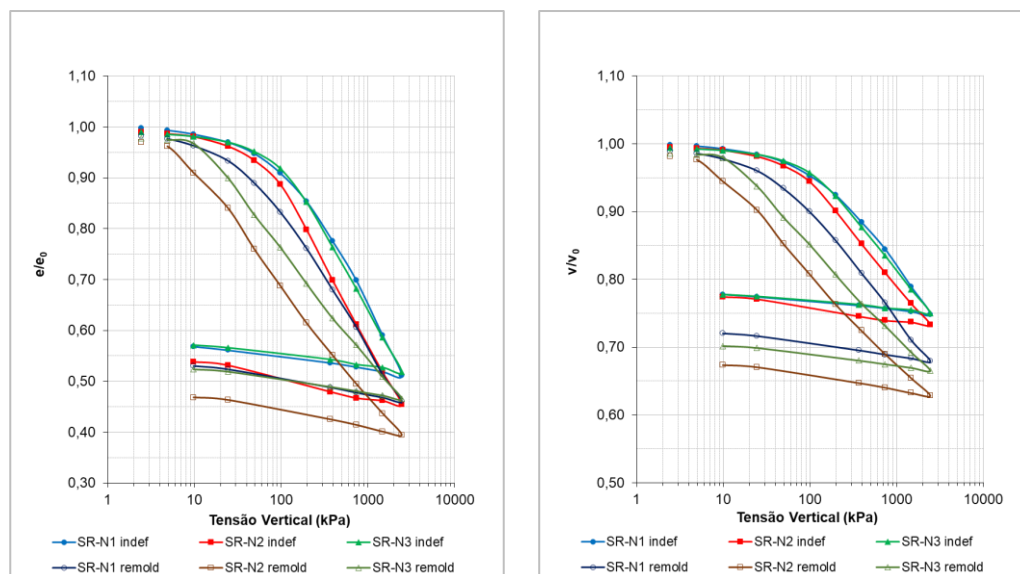 1,10
1,00
0,90
0,80
0,70
0,60
0,50
0,40
0,30
e/e0
1 10 100 1000 10000
Tensão Vertical (kPa)
SR-N1 indef SR-N2 indef SR-N3 indef
SR-N1 remold SR-N2 remold SR-N3 remold
1,10
1,00
0,90
0,80
0,70
0,60
0,50
v/v0
1 10 100 1000 10000
Tensão Vertical (kPa)
SR-N1 indef SR-N2 indef SR-N3 indef
SR-N1 remold SR-N2 remold SR-N3 remold